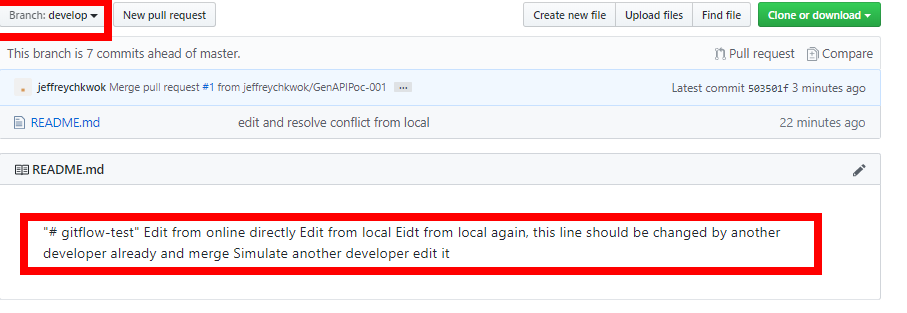 Branch: develop New pull request Create new file Upload files Find file Clone or download
This branch is 7 commits ahead of master. Pull request Compare
jeffreychkwok Merge pull request #1 from jeffreychkwok/GenAPIPoc-001 ... Latest commit 503501f 3 minutes ago
README.md edit and resolve conflict from local 22 minutes ago
README.md
"# gitflow-test" Edit from online directly Edit from local Eidt from local again, this line should be changed by another
developer already and merge Simulate another developer edit it